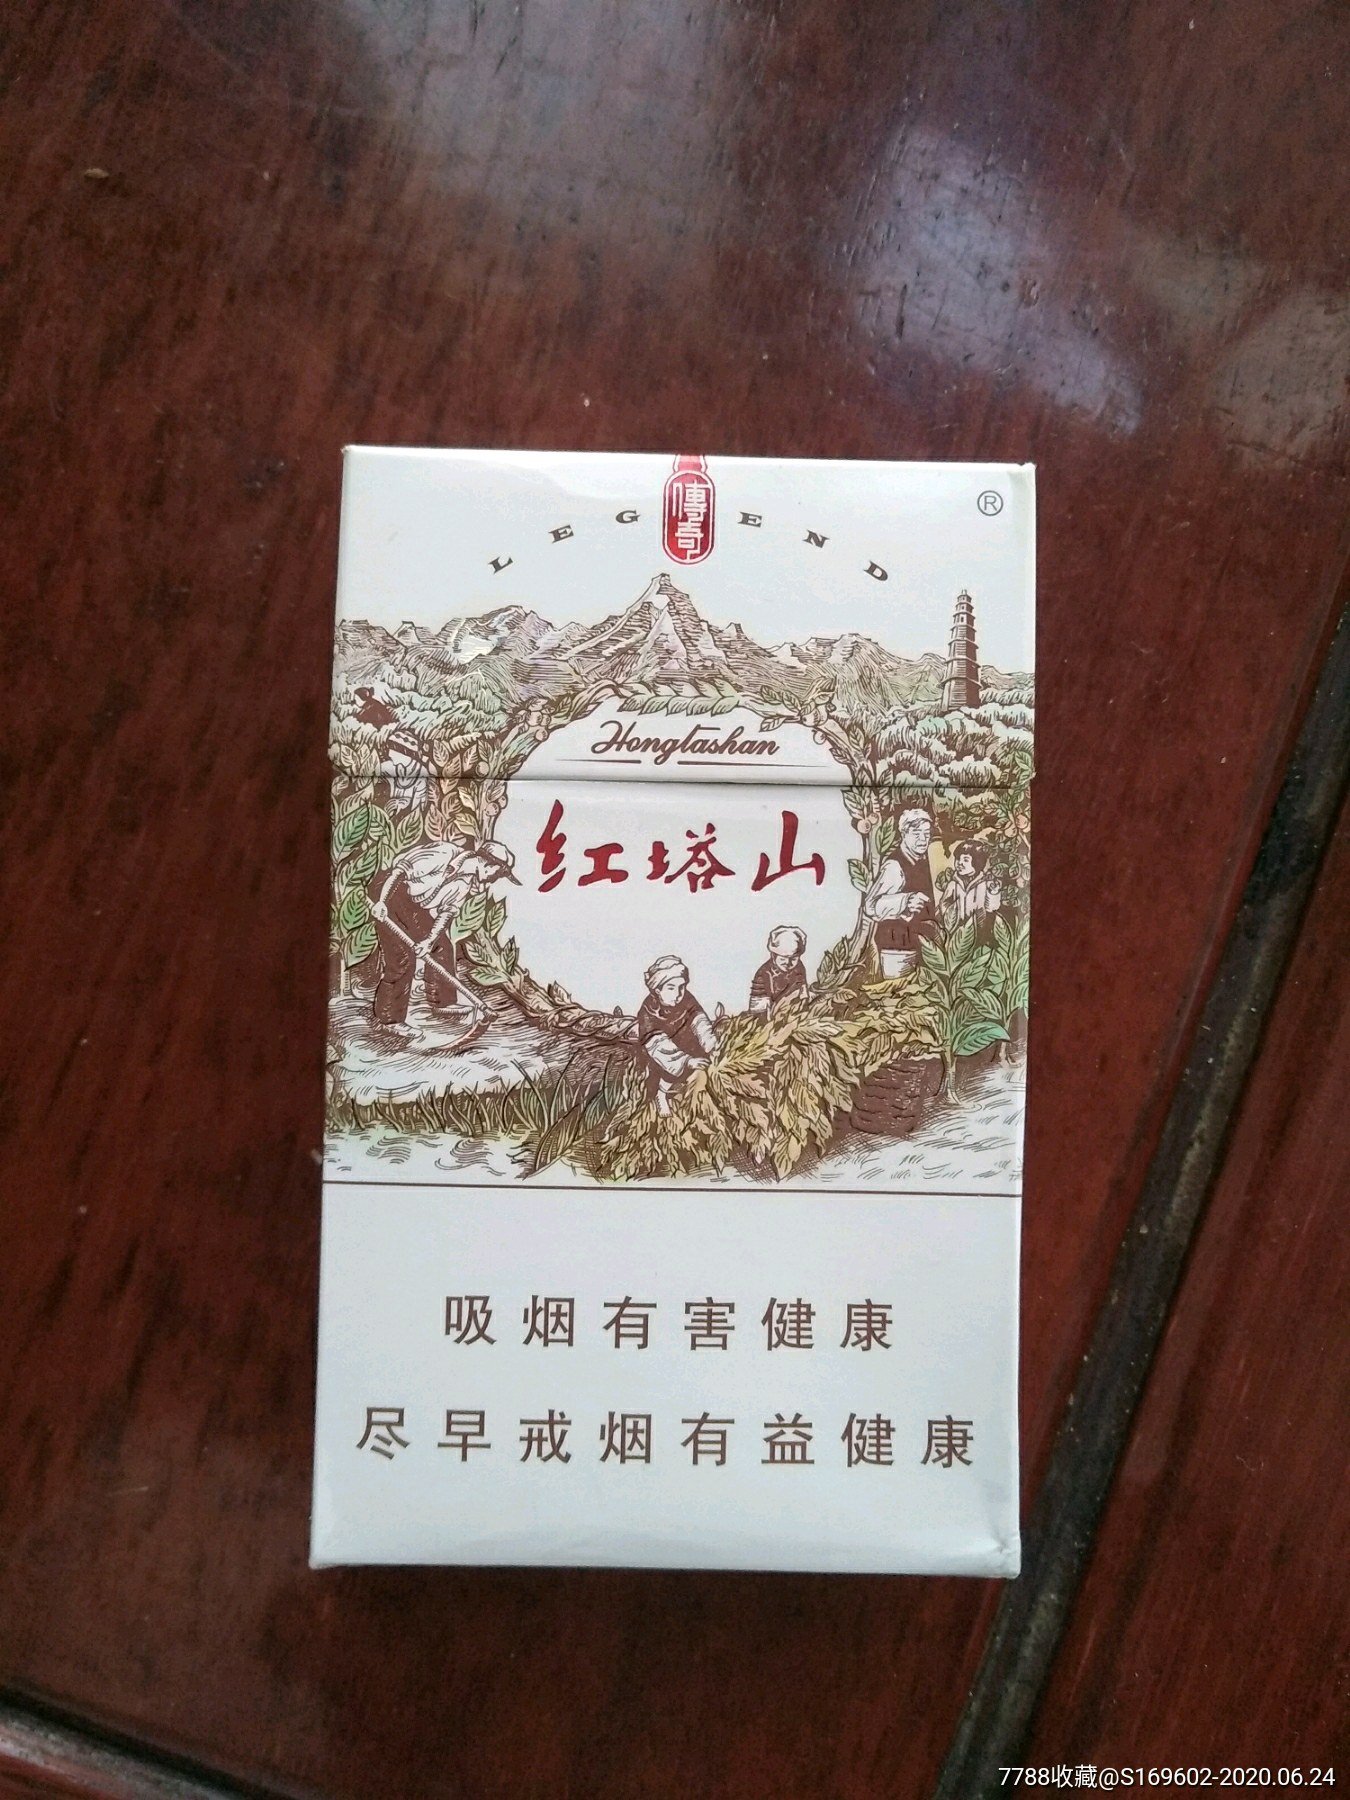 LEGEND
傳奇
®
Hongtashan
红塔山
吸烟有害健康
尽早戒烟有益健康
7788收藏@S169602-2020.06.24